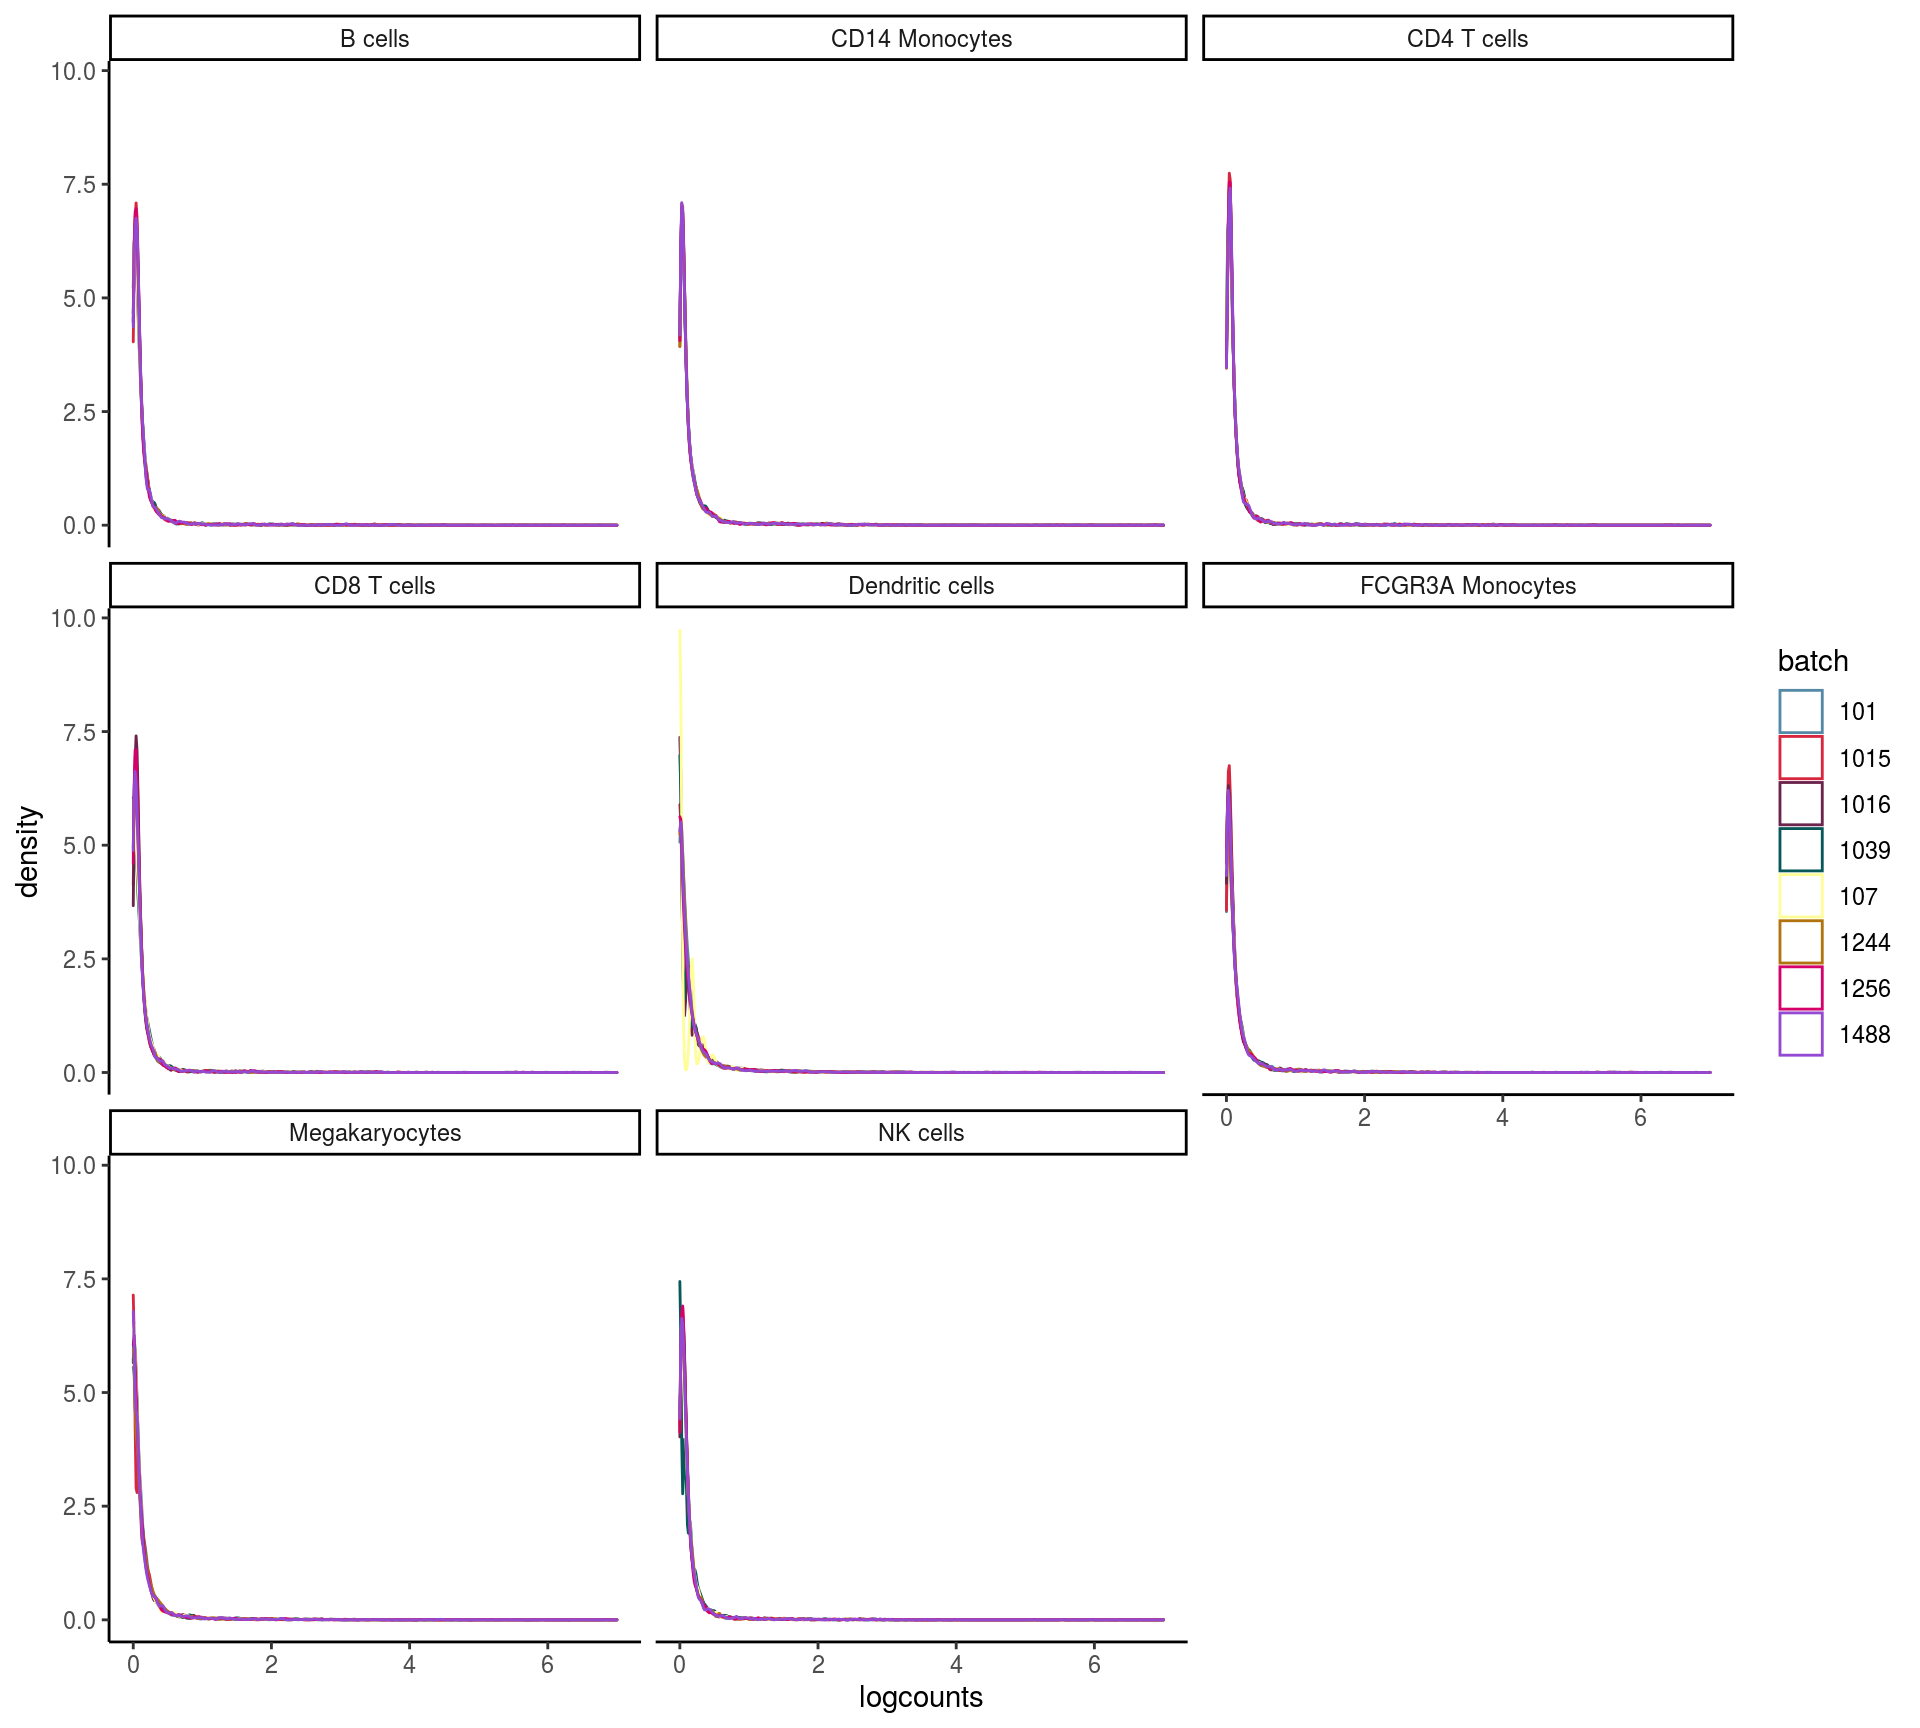 B cells
CD14 Monocytes
CD4 T cells
10.0
7.5
5.0
2.5
0.0
CD8 T cells
Dendritic cells
FCGR3A Monocytes
10.0
7.5
5.0
2.5
0.0
0 2 4 6
Megakaryocytes
NK cells
10.0
7.5
5.0
2.5
0.0
0 2 4 6
0 2 4 6
logcounts
density
batch
101
1015
1016
1039
107
1244
1256
1488